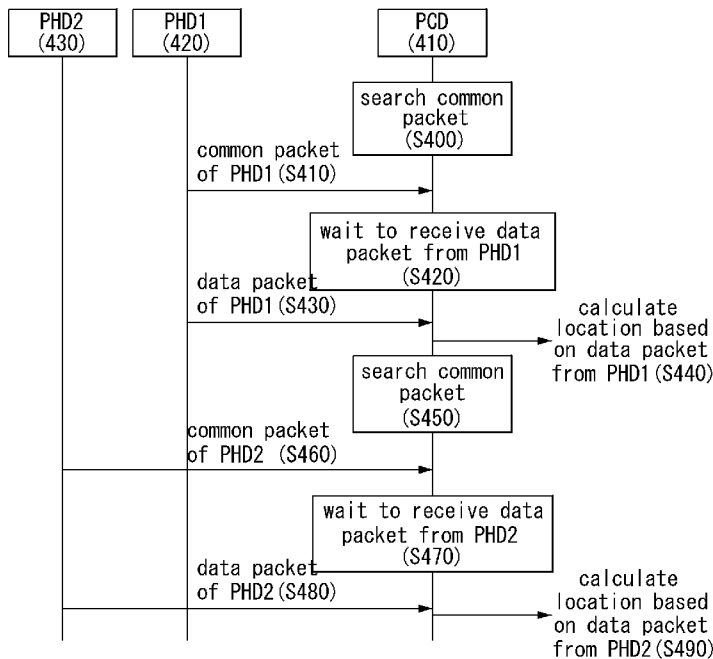 PHD2
(430)
PHD1
(420)
PCD
(410)
search common
packet
(S400)
common packet
of PHD1(S410)
wait to receive data
packet from PHD1
(S420)
data packet
of PHD1(S430)
calculate
location based
on data packet
from PHD1(S440)
search common
packet
(S450)
common packet
of PHD2 (S460)
wait to receive data
packet from PHD2
(S470)
data packet
of PHD2(S480)
calculate
location based
on data packet
from PHD2(S490)